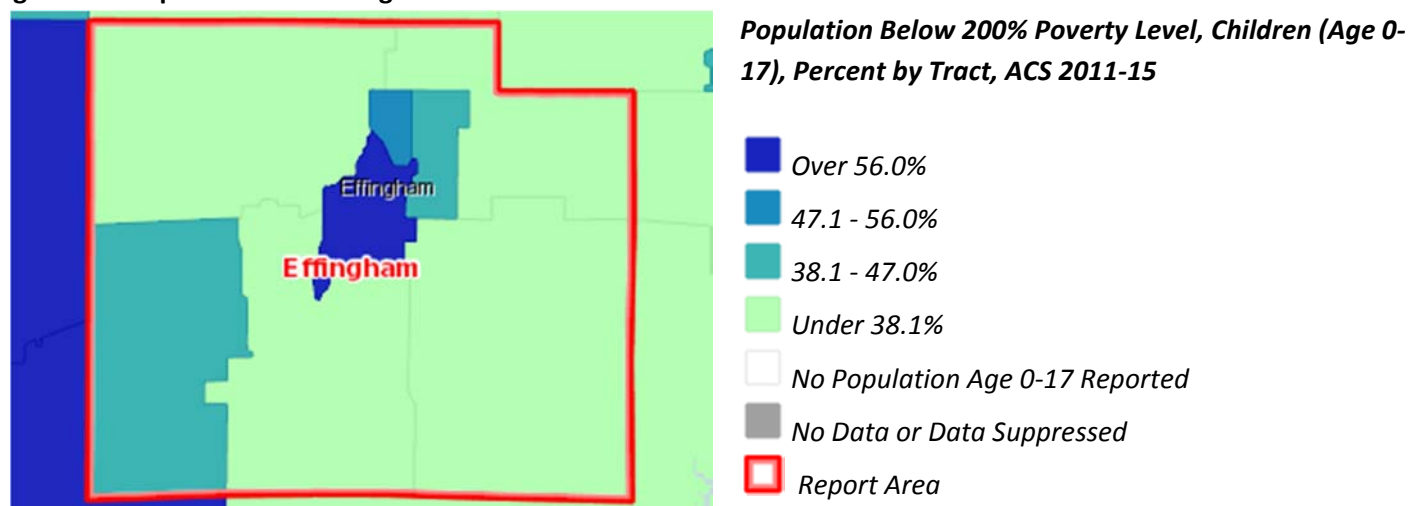 Population Below 200% Poverty Level, Children (Age 0-
17), Percent by Tract, ACS 2011-15
Effingham
Effingham
Over 56.0%
47.1 - 56.0%
38.1 - 47.0%
Under 38.1%
No Population Age 0-17 Reported
No Data or Data Suppressed
Report Area